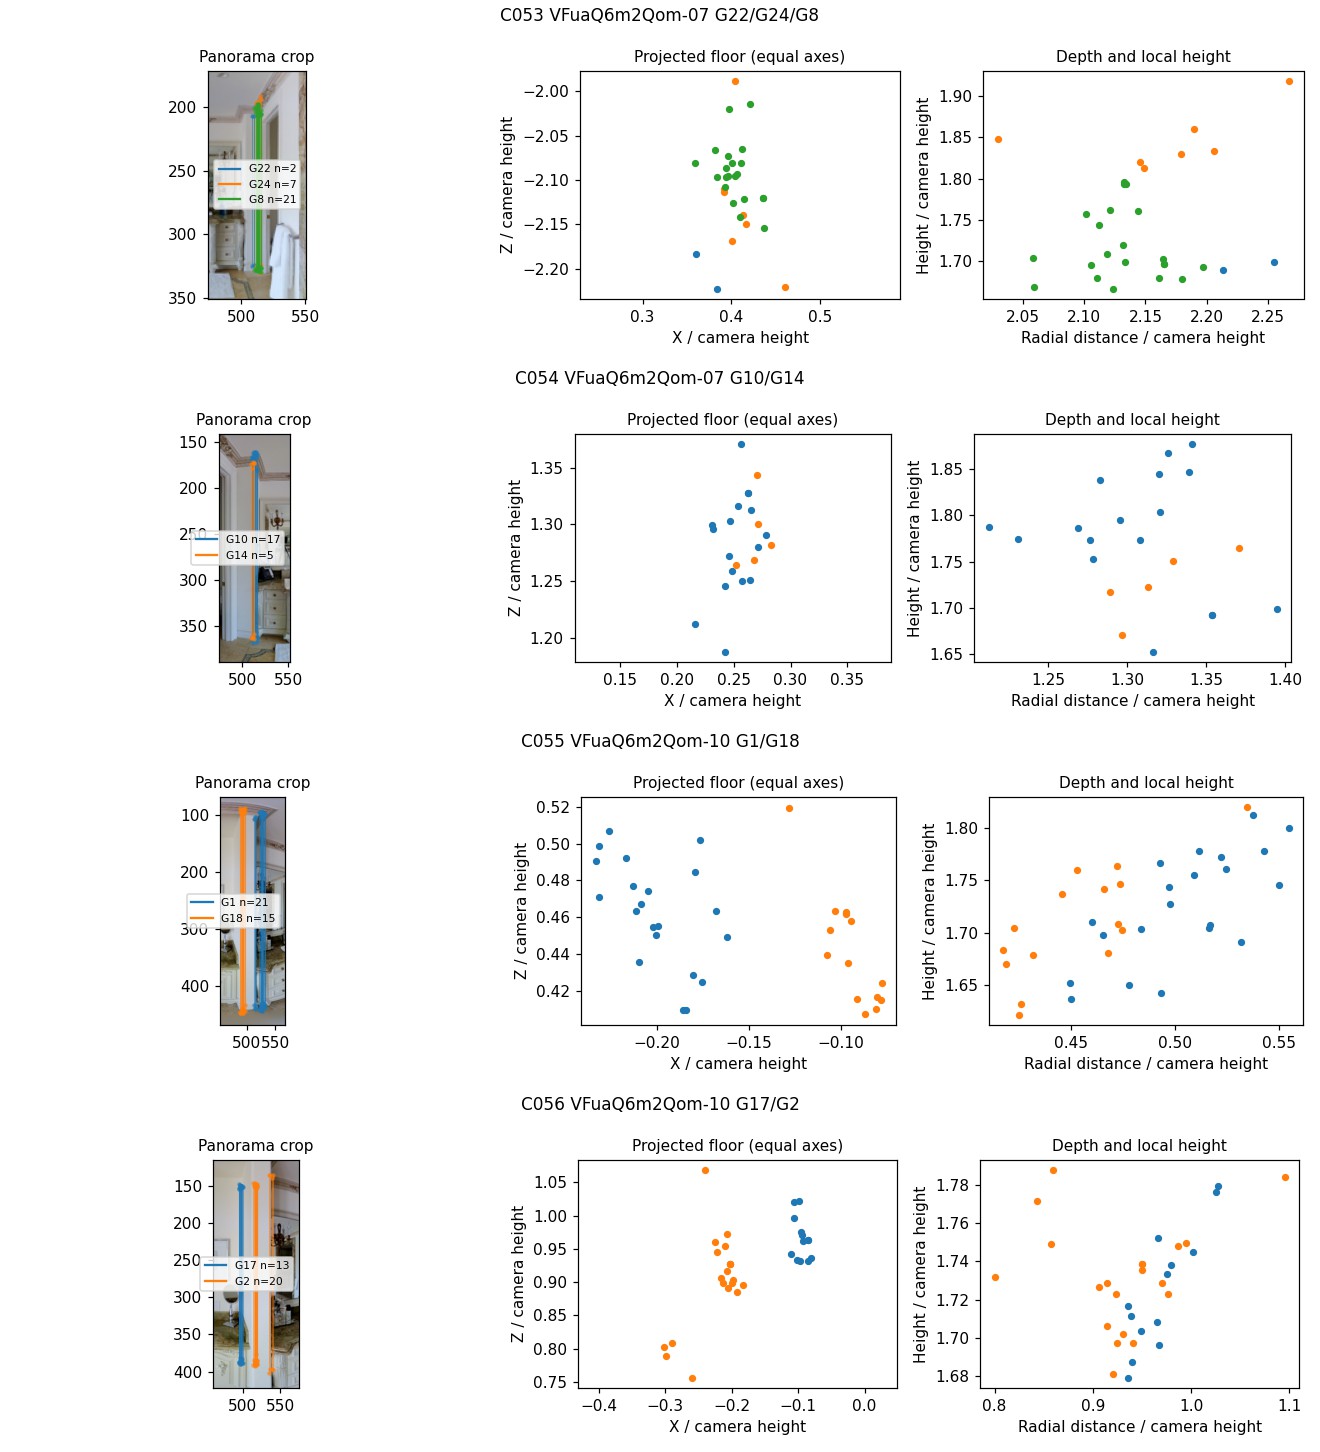 C053 VFuaQ6m2Qom-07 G22/G24/G8
Panorama crop
200
250
300
350
500
550
G22 n=2
G24 n=7
G8 n=21
Projected floor (equal axes)
Z / camera height
−2.00
−2.05
−2.10
−2.15
−2.20
0.3
0.4
0.5
X / camera height
Depth and local height
Height / camera height
1.90
1.85
1.80
1.75
1.70
2.05
2.10
2.15
2.20
2.25
Radial distance / camera height
C054 VFuaQ6m2Qom-07 G10/G14
Panorama crop
150
200
250
300
350
500
550
G10 n=17
G14 n=5
Projected floor (equal axes)
Z / camera height
1.35
1.30
1.25
1.20
0.15
0.20
0.25
0.30
0.35
X / camera height
Depth and local height
Height / camera height
1.85
1.80
1.75
1.70
1.65
1.25
1.30
1.35
1.40
Radial distance / camera height
C055 VFuaQ6m2Qom-10 G1/G18
Panorama crop
100
200
300
400
500
550
G1 n=21
G18 n=15
Projected floor (equal axes)
Z / camera height
0.52
0.50
0.48
0.46
0.44
0.42
−0.20
−0.15
−0.10
X / camera height
Depth and local height
Height / camera height
1.80
1.75
1.70
1.65
0.45
0.50
0.55
Radial distance / camera height
C056 VFuaQ6m2Qom-10 G17/G2
Panorama crop
150
200
250
300
350
400
500
550
G17 n=13
G2 n=20
Projected floor (equal axes)
Z / camera height
1.05
1.00
0.95
0.90
0.85
0.80
0.75
−0.4
−0.3
−0.2
−0.1
0.0
X / camera height
Depth and local height
Height / camera height
1.78
1.76
1.74
1.72
1.70
1.68
0.8
0.9
1.0
1.1
Radial distance / camera height